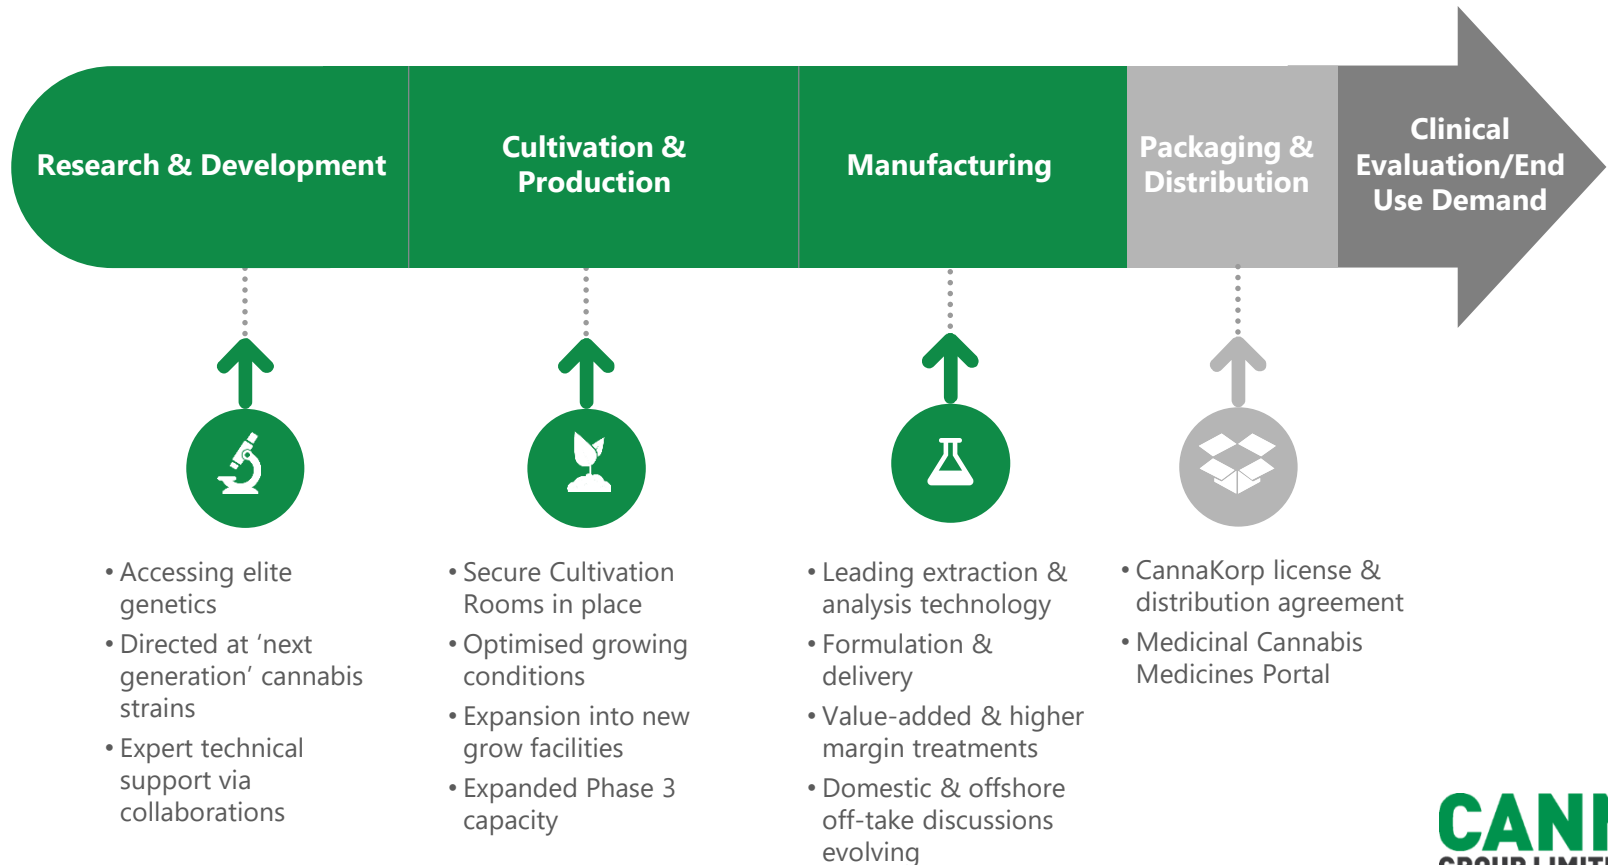 Research & Development
Cultivation &
Production
Manufacturing
Packaging &
Distribution
Clinical
Evaluation/End
Use Demand
• Accessing elite
genetics
• Directed at ‘next
generation’ cannabis
strains
• Expert technical
support via
collaborations
• Secure Cultivation
Rooms in place
• Optimised growing
conditions
• Expansion into new
grow facilities
• Expanded Phase 3
capacity
• Leading extraction &
analysis technology
• Formulation &
delivery
• Value-added & higher
margin treatments
• Domestic & offshore
off-take discussions
evolving
• CannaKorp license &
distribution agreement
• Medicinal Cannabis
Medicines Portal
CANN
GROUP LIMITE